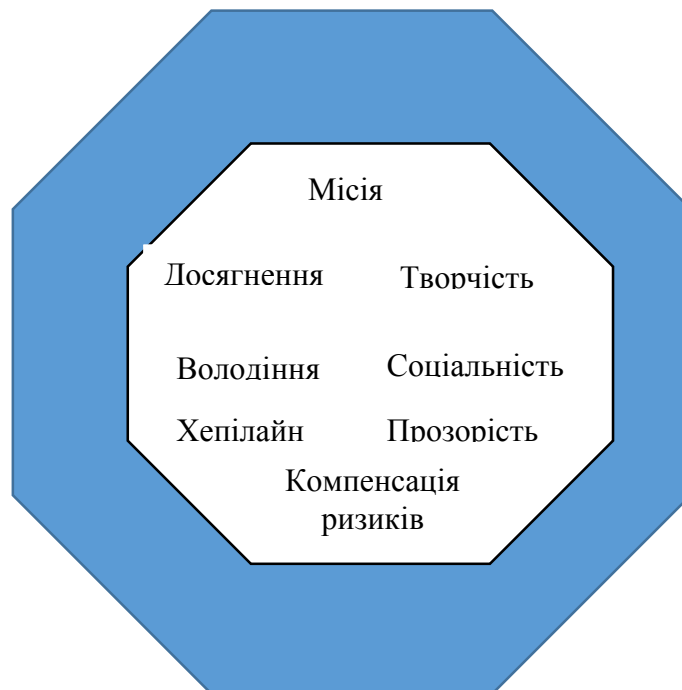 Місія
Досягнення Творчість
Володіння Соціальність
Хепілайн Прозорість
Компенсація
ризиків